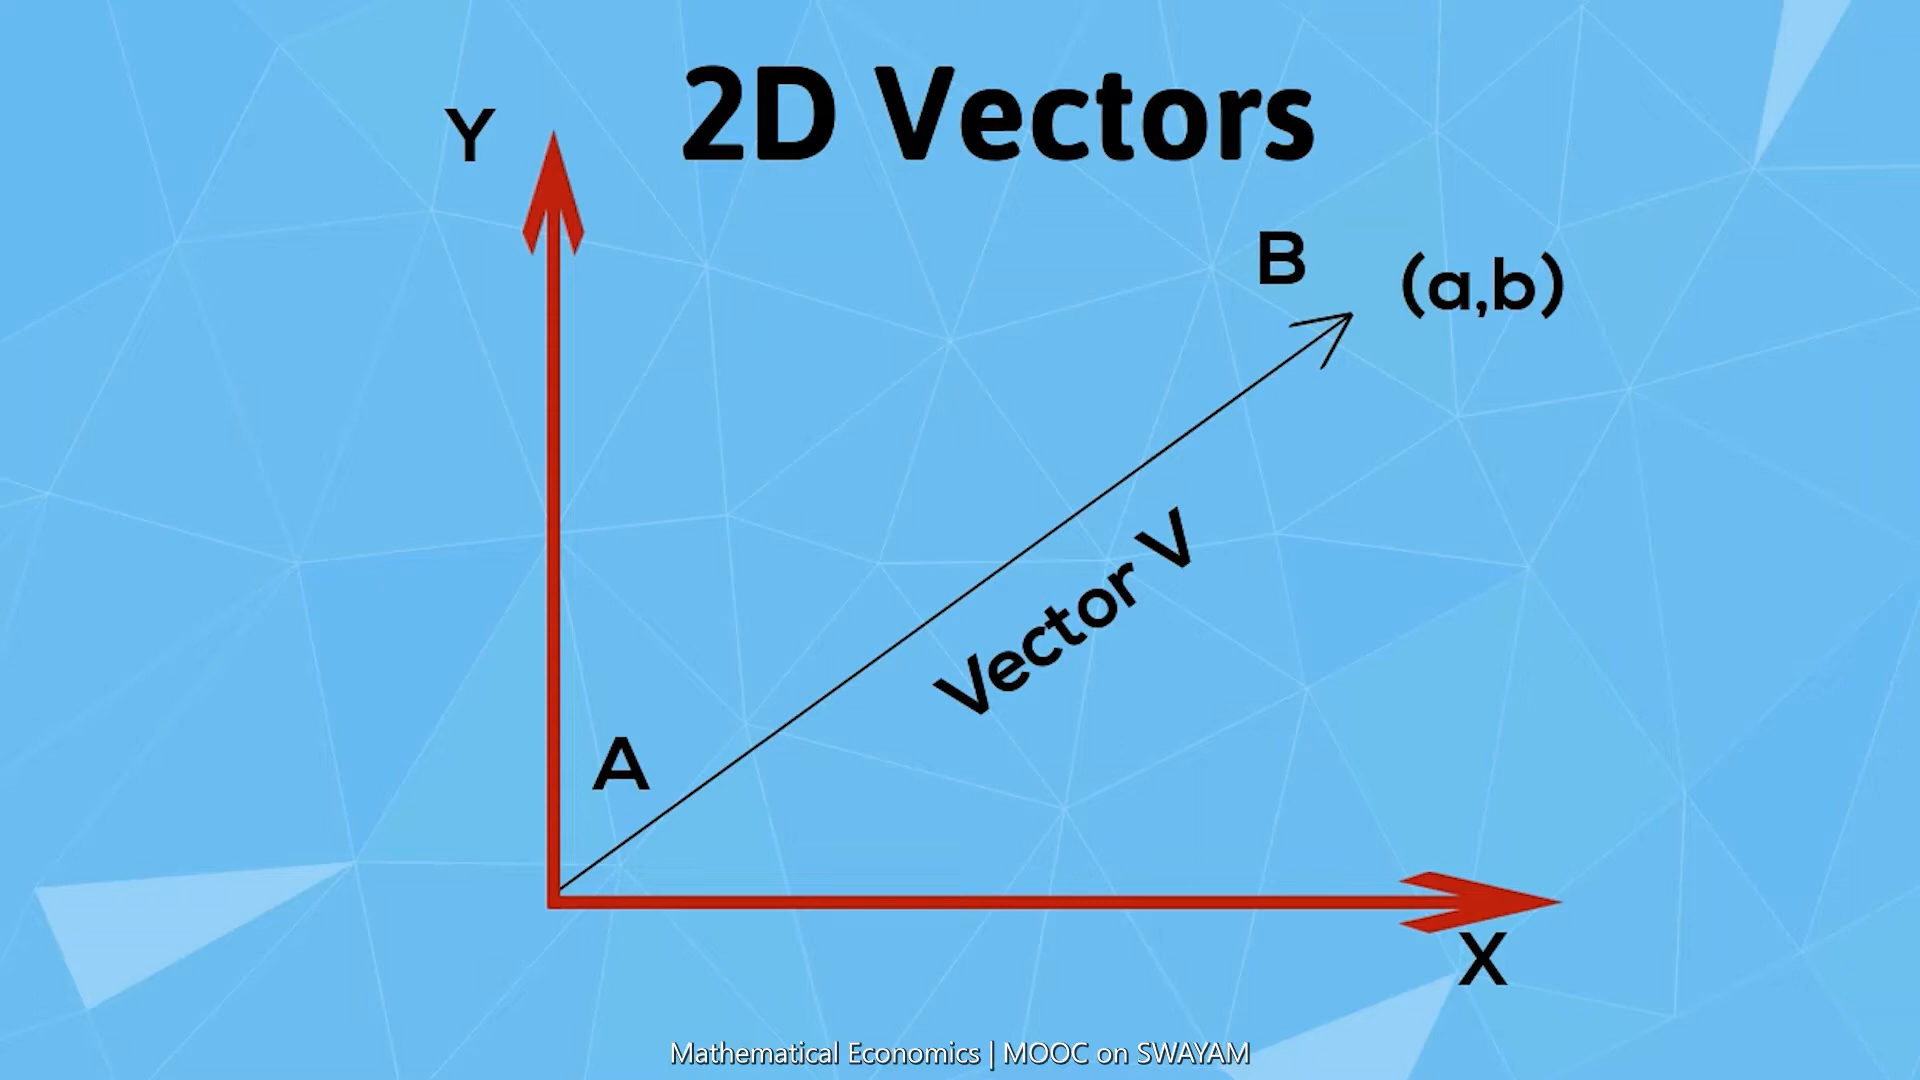 2D Vectors
Y
B
(a,b)
Vector V
A
X
Mathematical Economics | MOOC on SWAYAM